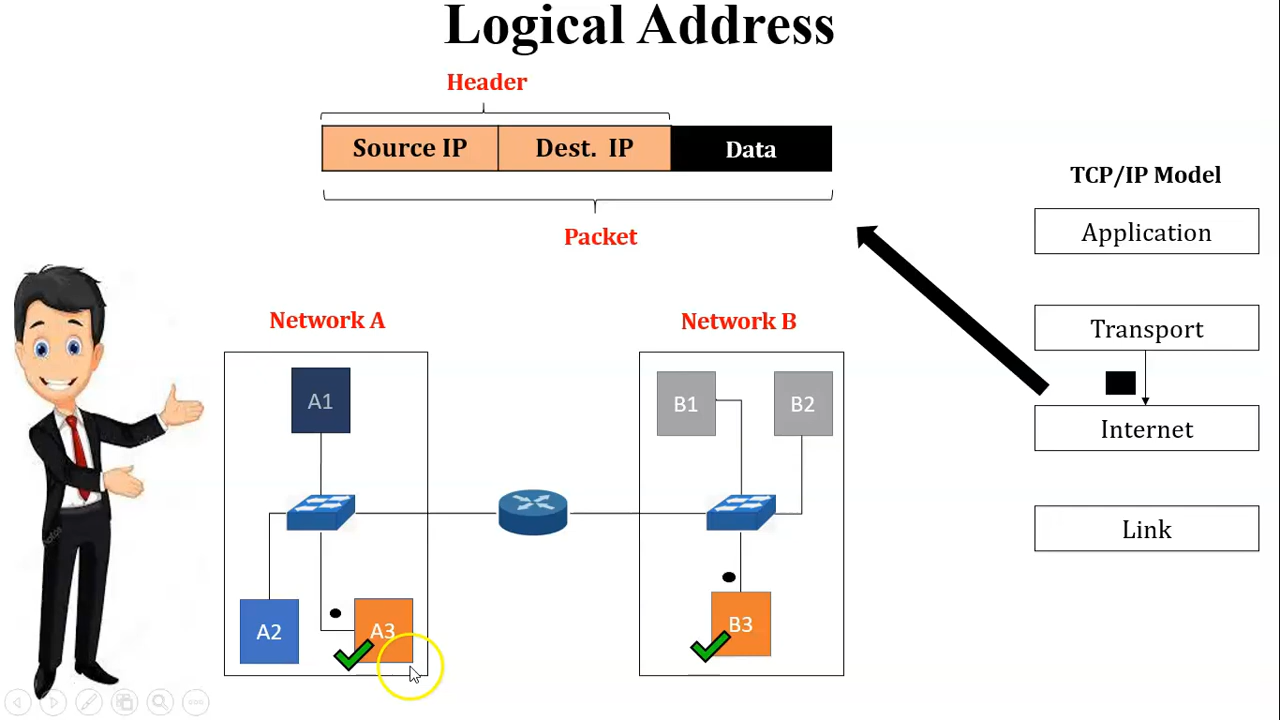 Logical Address
Header
Source IP
Dest. IP
Data
Packet
TCP/IP Model
Application
Transport
Internet
Link
Network A
A1
A2
A3
Network B
B1
B2
B3